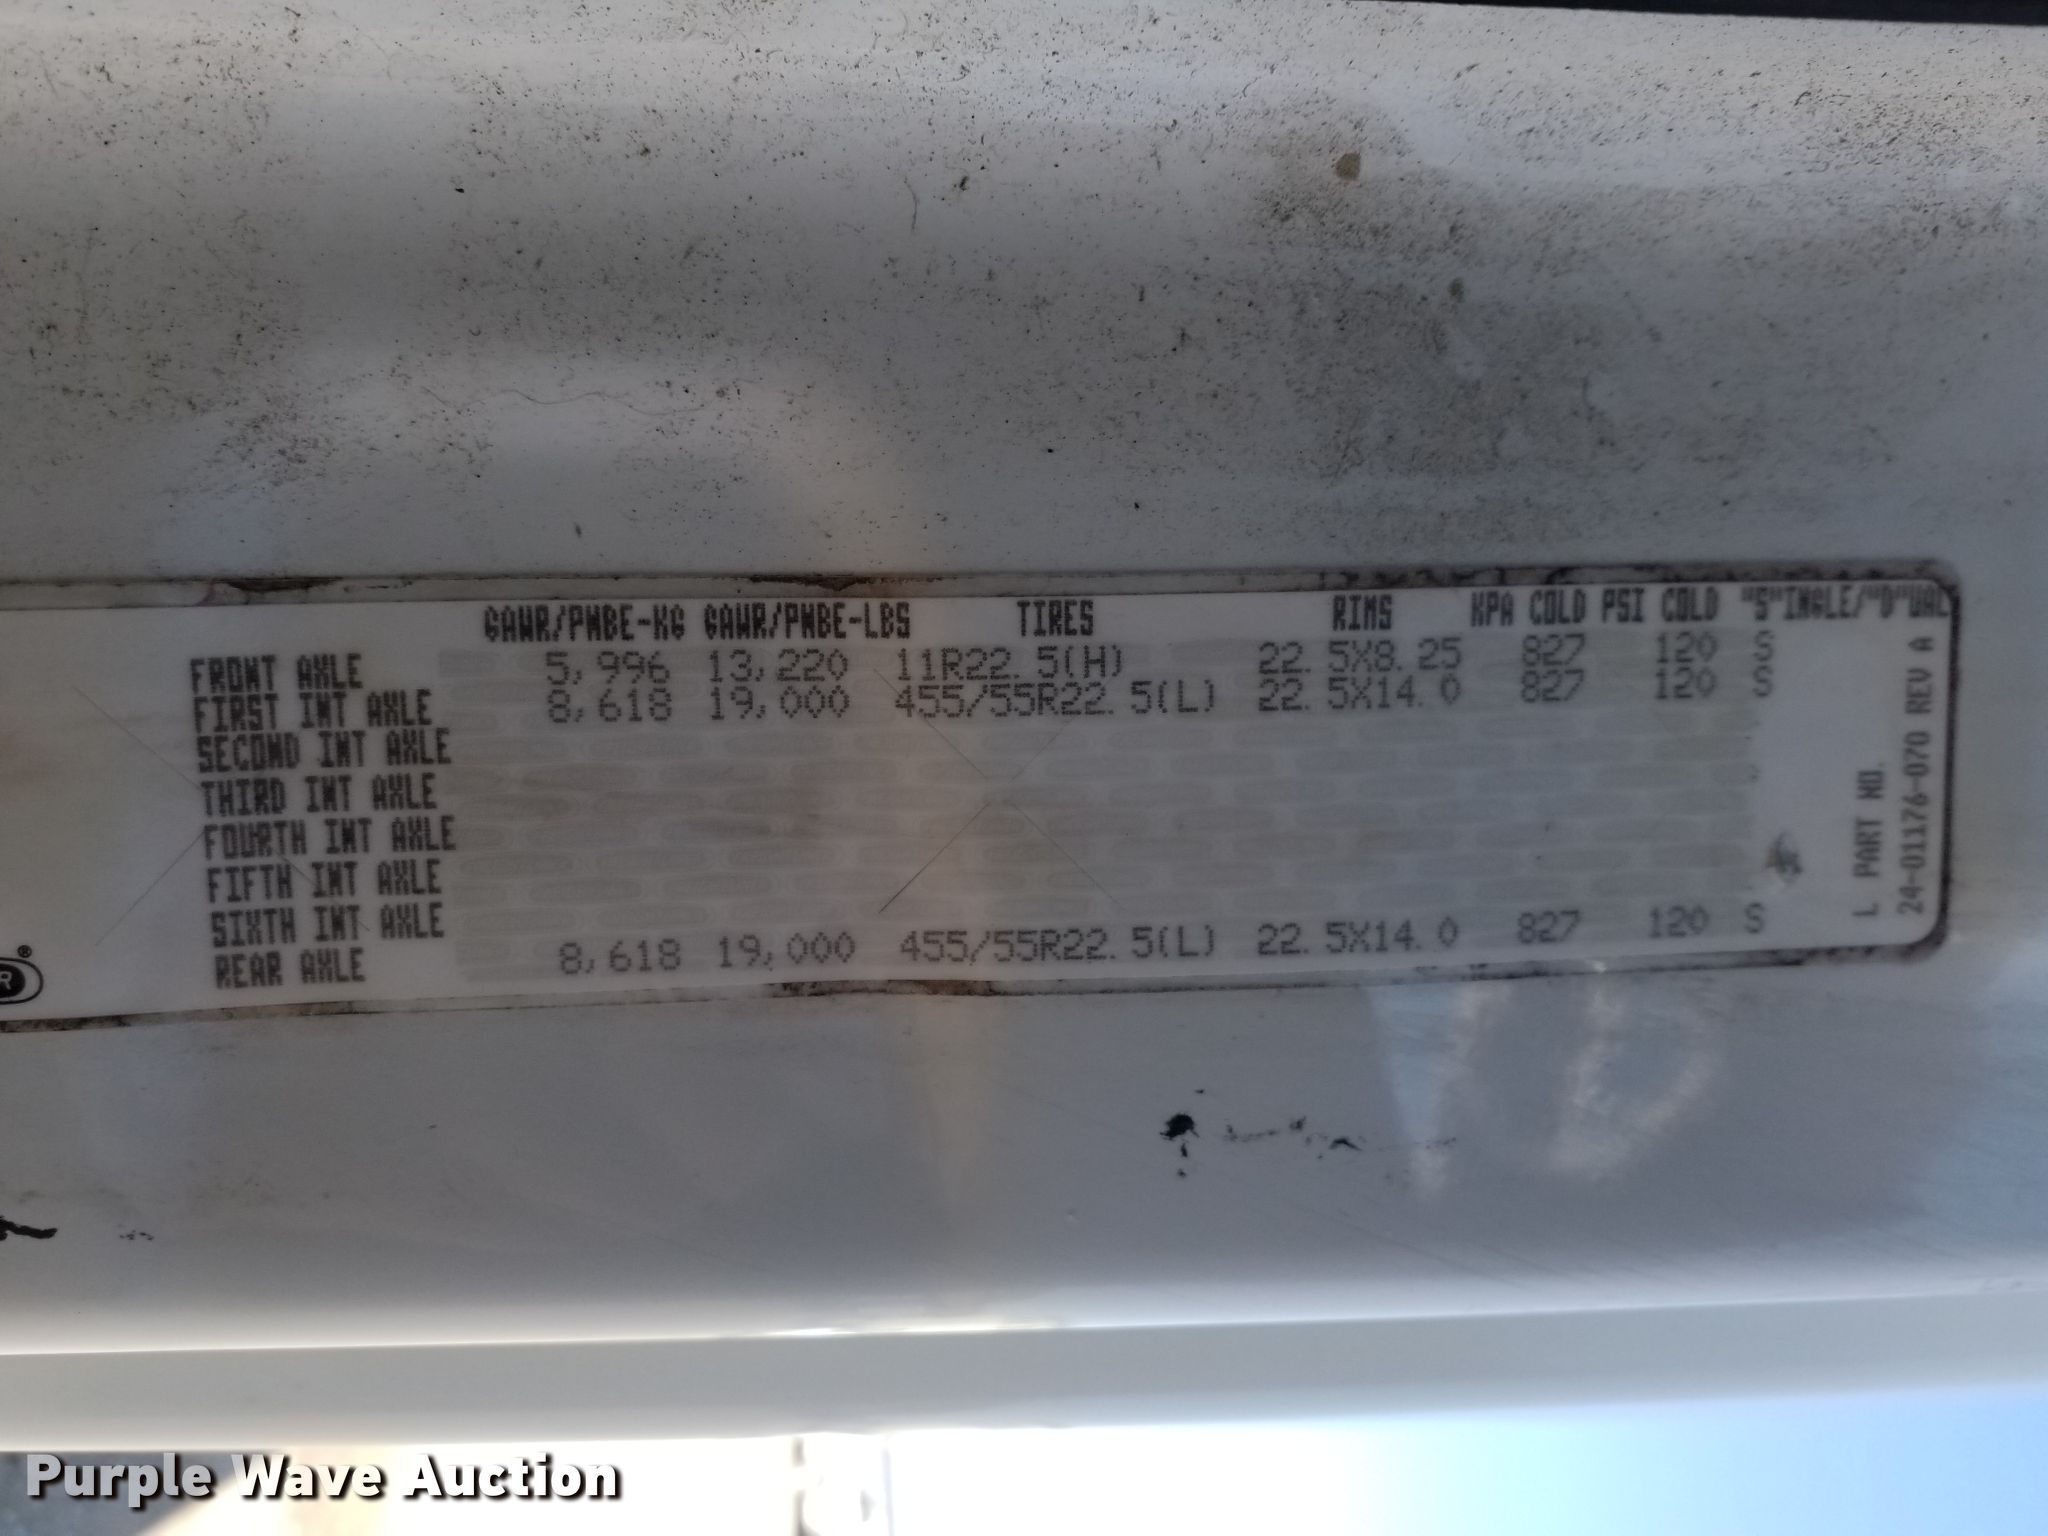 GAWR/PNBE-KG GAWR/PNBE-LBS TIRES RIMS KPA COLD PSI COLD "S"INGLE/"D"UAL
FRONT AXLE 5,996 13,220 11R22.5(H) 22.5X8.25 827 120 S
FIRST INT AXLE 8,618 19,000 455/55R22.5(L) 22.5X14.0 827 120 S
SECOND INT AXLE
THIRD INT AXLE
FOURTH INT AXLE
FIFTH INT AXLE
SIXTH INT AXLE
REAR AXLE 8,618 19,000 455/55R22.5(L) 22.5X14.0 827 120 S
L PART NO.
24-01176-070 REV A
R®
Purple Wave Auction